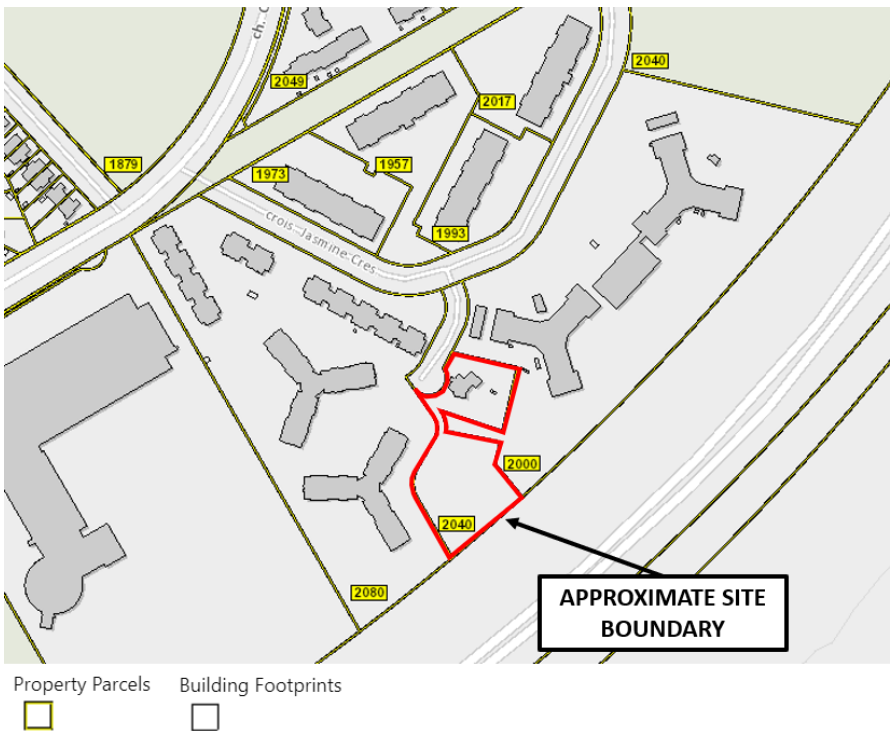 ch. C
2040
2049
2017
1879
1957
1973
1993
crois-Jasmine-Cres
2000
2040
2080
APPROXIMATE SITE
BOUNDARY
Property Parcels
Building Footprints